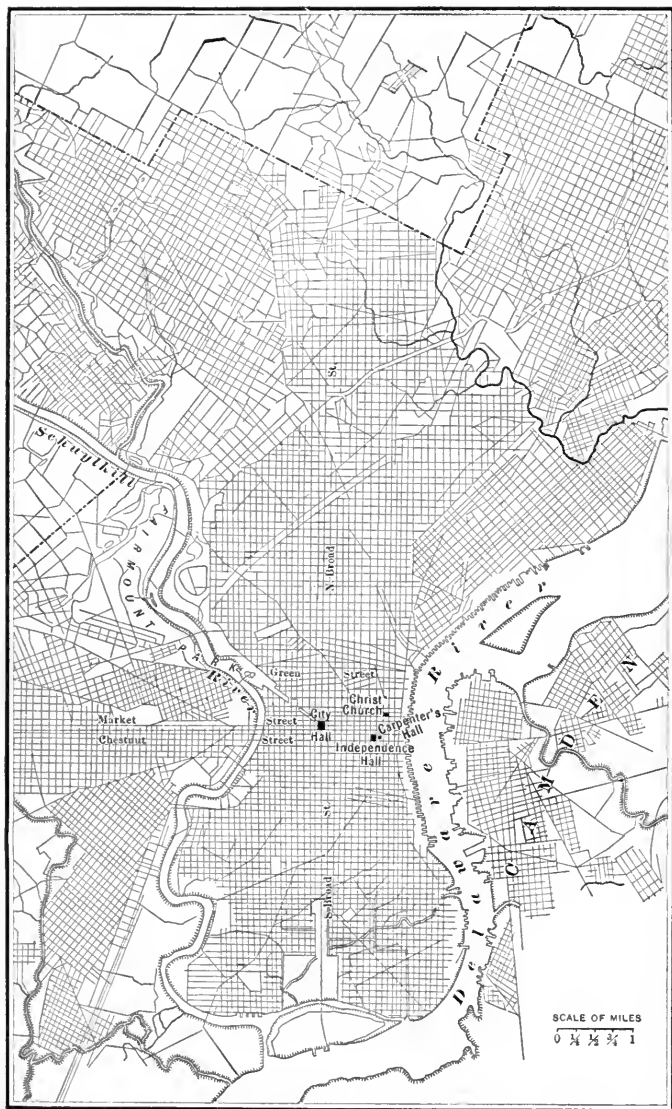 Schuylkill
FAIRMOUNT PARK
River
St.
N. Broad
Green Street
Christ
Church
Market Street
Chestnut Street
City
Hall
Carpenter's
Hall
Independence
Hall
St.
S. Broad
Delaware River
CAMDEN
SCALE OF MILES
0 ¼ ½ ¾ 1